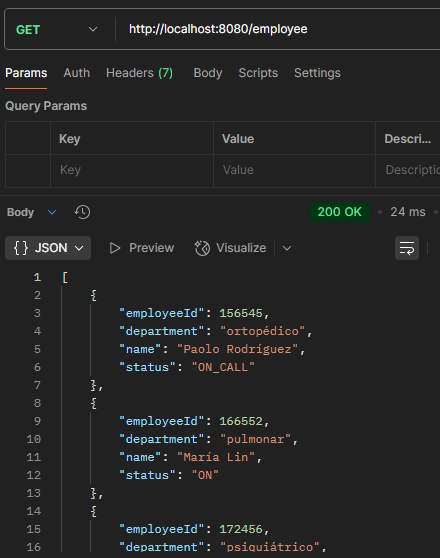 GET http://localhost:8080/employee
Params Auth Headers (7) Body Scripts Settings
Query Params
Key Value Descri...
Key Value Descriptio
Body 200 OK • 24 ms •
{} JSON Preview Visualize
1 [
2 {
3 "employeeId": 156545,
4 "department": "ortopédico",
5 "name": "Paolo Rodríguez",
6 "status": "ON_CALL"
7 },
8 {
9 "employeeId": 166552,
10 "department": "pulmonar",
11 "name": "María Lin",
12 "status": "ON"
13 },
14 {
15 "employeeId": 172456,
16 "department": "psiquiátrico",